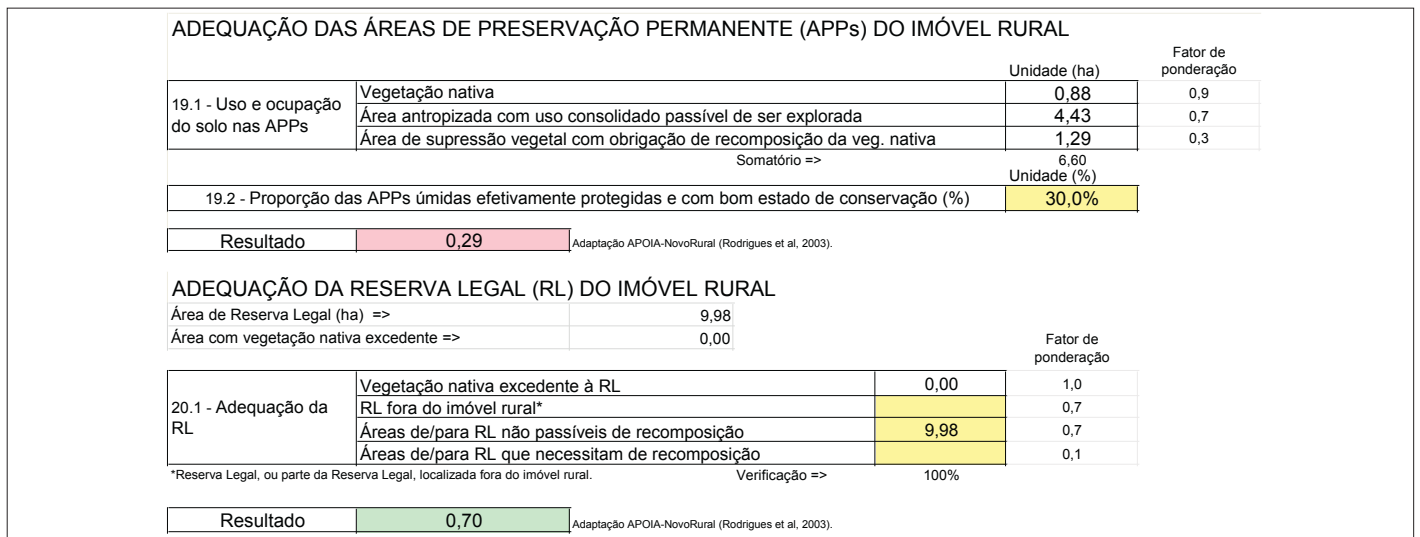 ADEQUAÇÃO DAS ÁREAS DE PRESERVAÇÃO PERMANENTE (APPs) DO IMÓVEL RURAL
Unidade (ha)
Fator de
ponderação
19.1 - Uso e ocupação
do solo nas APPs
Vegetação nativa 0,88 0,9
Área antropizada com uso consolidado passível de ser explorada 4,43 0,7
Área de supressão vegetal com obrigação de recomposição da veg. nativa 1,29 0,3
Somatório => 6,60
Unidade (%)
19.2 - Proporção das APPs úmidas efetivamente protegidas e com bom estado de conservação (%) 30,0%
Resultado 0,29 Adaptação APOIA-NovoRural (Rodrigues et al, 2003).
ADEQUAÇÃO DA RESERVA LEGAL (RL) DO IMÓVEL RURAL
Área de Reserva Legal (ha) => 9,98
Área com vegetação nativa excedente => 0,00
Fator de
ponderação
20.1 - Adequação da
RL
Vegetação nativa excedente à RL 0,00 1,0
RL fora do imóvel rural* 0,7
Áreas de/para RL não passíveis de recomposição 9,98 0,7
Áreas de/para RL que necessitam de recomposição 0,1
*Reserva Legal, ou parte da Reserva Legal, localizada fora do imóvel rural. Verificação => 100%
Resultado 0,70 Adaptação APOIA-NovoRural (Rodrigues et al, 2003).